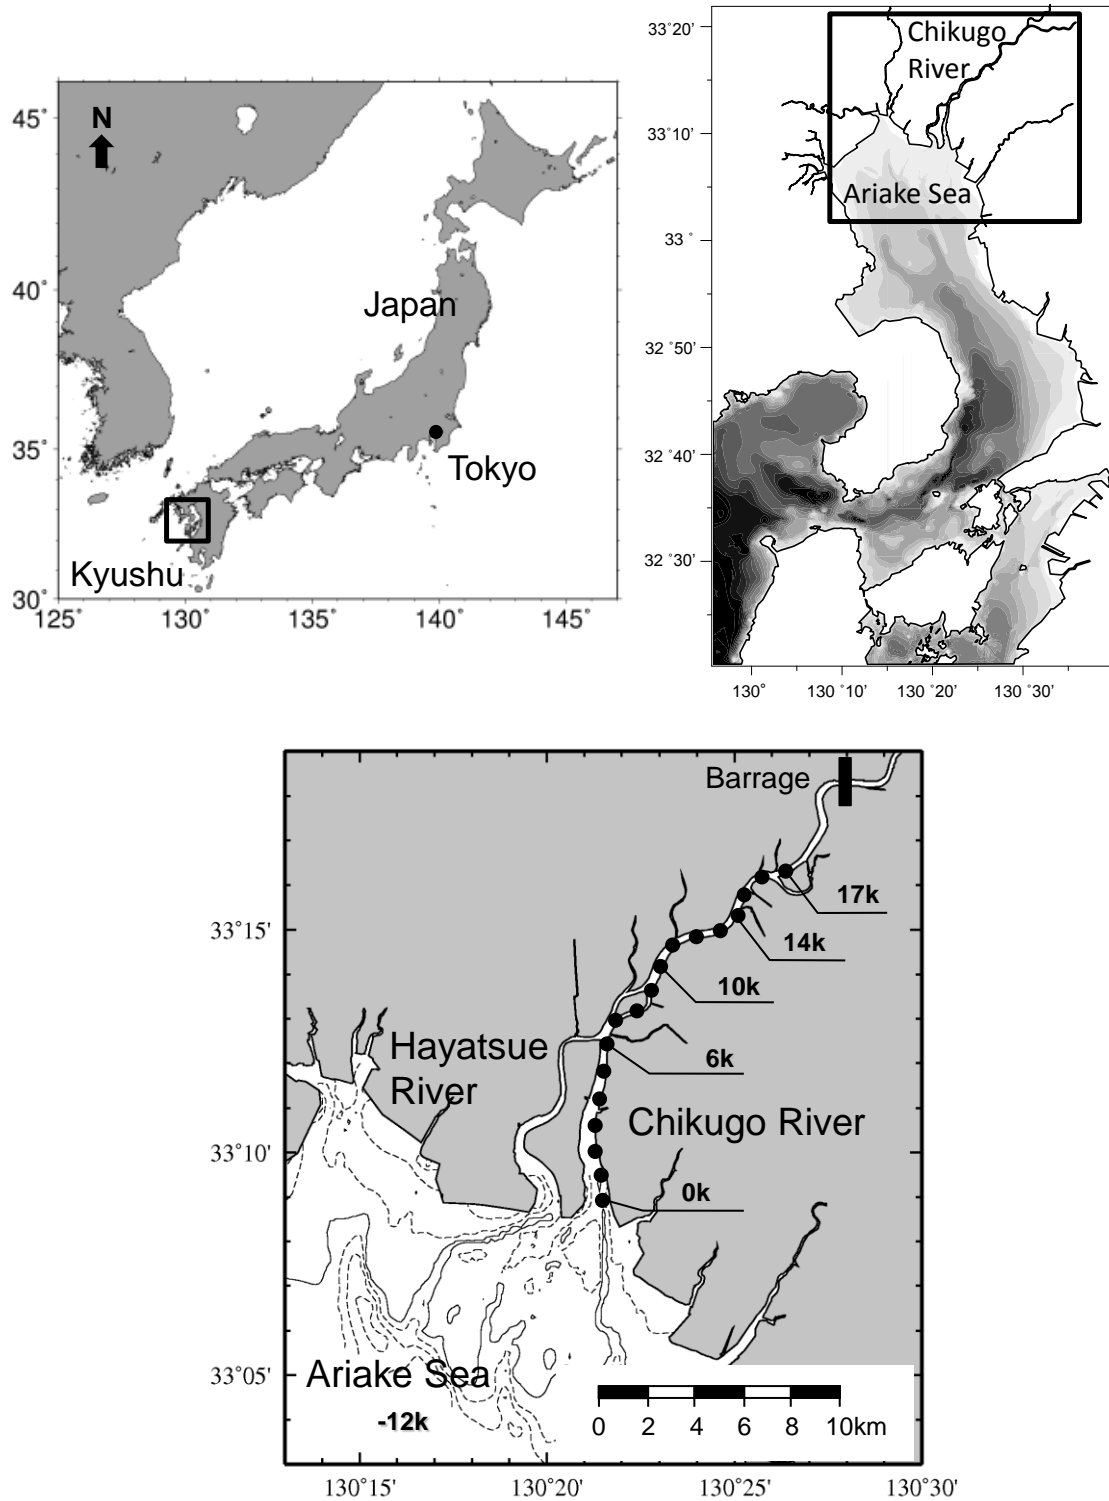 45°
40°
35°
30°
125°
130°
135°
140°
145°
N
Japan
Tokyo
Kyushu
33°20'
33°10'
33 °
32 °50'
32 °40'
32 °30'
130°
130 °10'
130 °20'
130 °30'
Chikugo
River
Ariake Sea
33°15'
33°10'
33°05'
130°15'
130°20'
130°25'
130°30'
Barrage
17k
14k
10k
6k
0k
Hayatsue
River
Chikugo River
Ariake Sea
-12k
0 2 4 6 8 10km